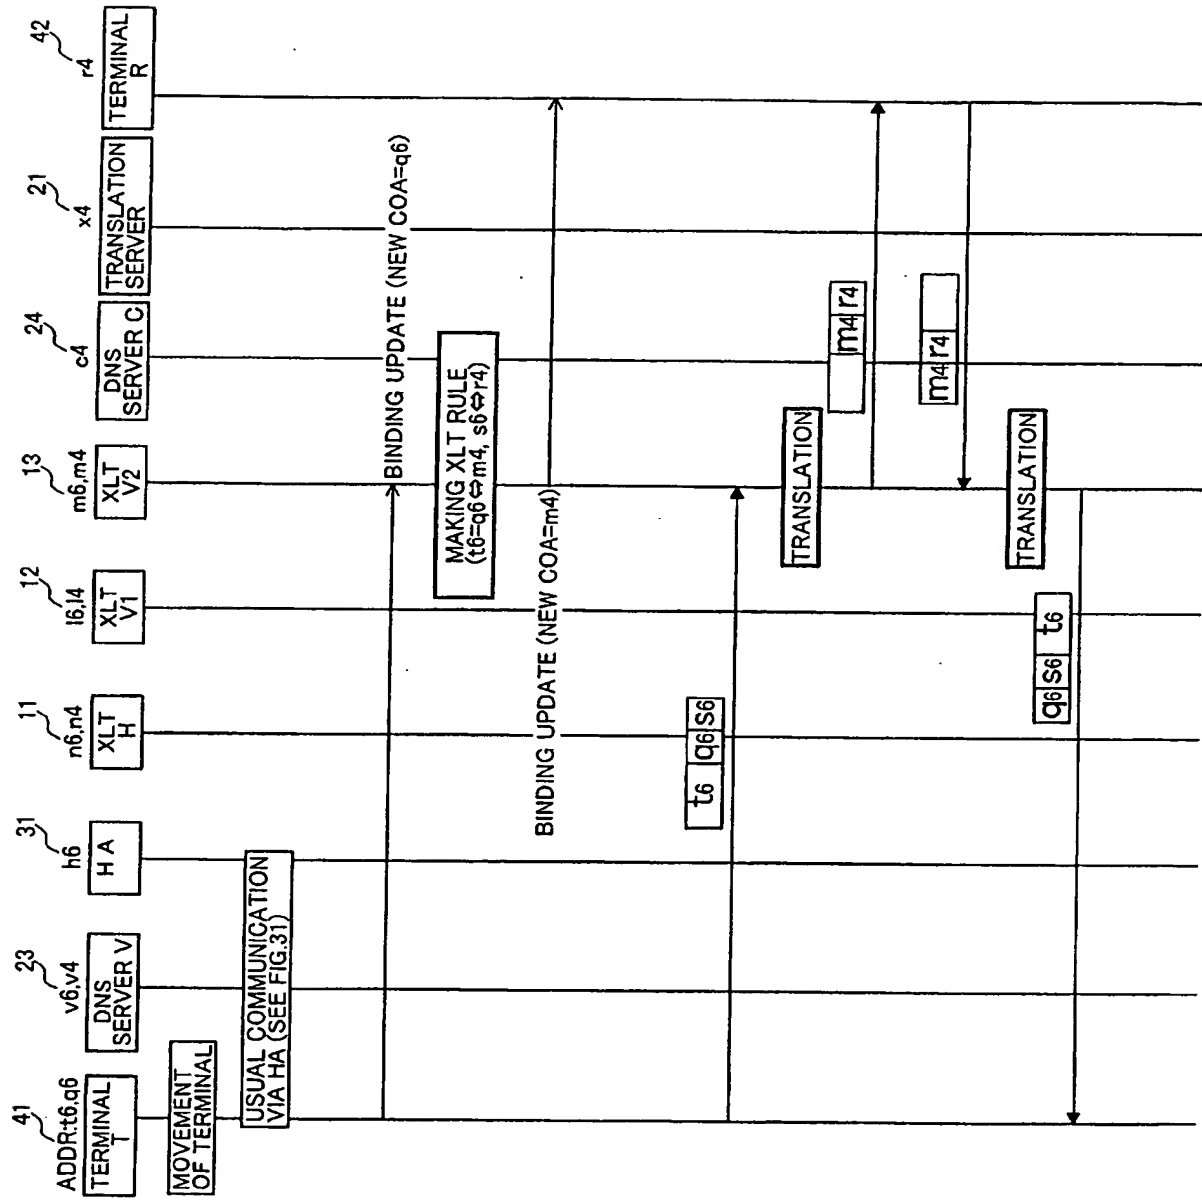 41
ADDR:t6,q6
TERMINAL
T
23
v6,v4
DNS
SERVER V
31
h6
H A
11
n6,n4
XLT
H
12
l6,l4
XLT
V1
13
m6,m4
XLT
V2
24
c4
DNS
SERVER C
21
x4
TRANSLATION
SERVER
42
r4
TERMINAL
R
MOVEMENT
OF TERMINAL
USUAL COMMUNICATION
VIA HA (SEE FIG.31)
BINDING UPDATE (NEW COA=q6)
MAKING XLT RULE
(t6=q6⇔m4, s6⇔r4)
BINDING UPDATE (NEW COA=m4)
t6 q6 s6
TRANSLATION
m4 r4
m4 r4
TRANSLATION
q6 s6 t6